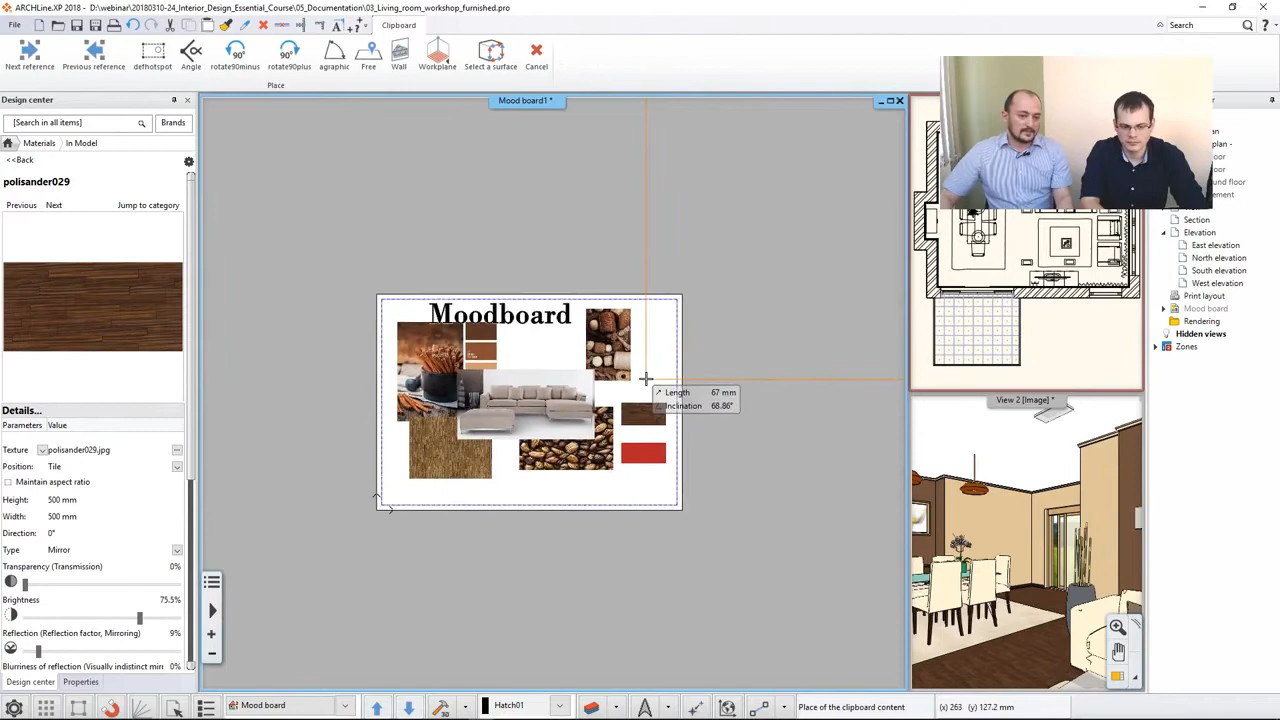 ARCHLine.XP 2018 - D:\webinar\20180310-24_Interior_Design_Essential_Course\05_Documentation\03_Living_room_workshop_furnished.pro
File
Clipboard
Search
Next reference
Previous reference
defhotspot
Angle
rotate90minus
rotate90plus
agraphic
Free
Wall
Workplane
Select a surface
Cancel
Place
Design center
Mood board1 *
[Search in all items]
Brands
Materials
In Model
<<Back
polisander029
Previous
Next
Jump to category
Details...
Parameters
Value
Texture
polisander029.jpg
Position:
Tile
Maintain aspect ratio
Height:
500 mm
Width:
500 mm
Direction:
0°
Type
Mirror
Transparency (Transmission)
0%
Brightness
75.5%
Reflection (Reflection factor, Mirroring)
9%
Blurriness of reflection (Visually indistinct mirr
0%
Design center
Properties
Moodboard
Length
67 mm
Inclination
68.86°
Section
Elevation
East elevation
North elevation
South elevation
West elevation
Print layout
Mood board
Rendering
Hidden views
Zones
View 2 [Image] *
Mood board
Hatch01
Place of the clipboard content
(x) 263
(y) 127.2 mm